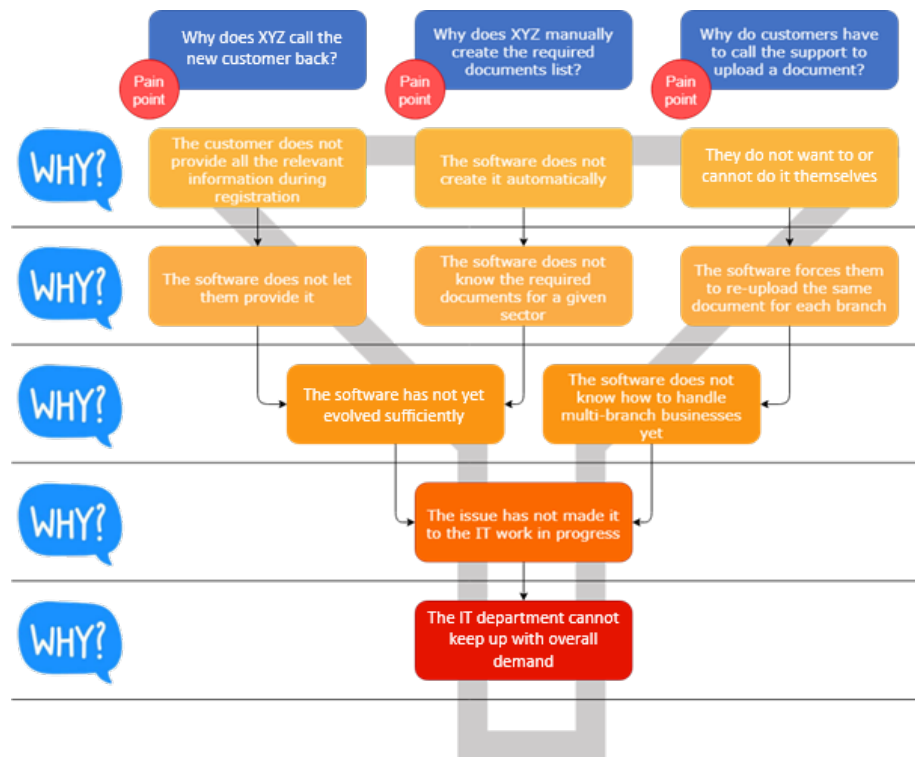 Why does XYZ call the
new customer back?
Pain
point
Why does XYZ manually
create the required
documents list?
Pain
point
Why do customers have
to call the support to
upload a document?
Pain
point
WHY?
The customer does not
provide all the relevant
information during
registration
The software does not
create it automatically
They do not want to or
cannot do it themselves
WHY?
The software does not let
them provide it
The software does not
know the required
documents for a given
sector
The software forces them
to re-upload the same
document for each branch
WHY?
The software has not yet
evolved sufficiently
The software does not
know how to handle
multi-branch businesses
yet
WHY?
The issue has not made it
to the IT work in progress
WHY?
The IT department cannot
keep up with overall
demand